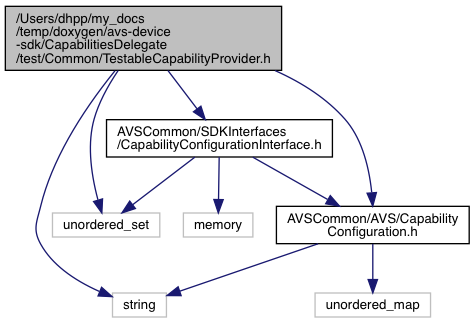 /Users/dhpp/my_docs
/temp/doxygen/avs-device
-sdk/CapabilitiesDelegate
/test/Common/TestableCapabilityProvider.h
AVSCommon/SDKInterfaces
/CapabilityConfigurationInterface.h
unordered_set
memory
AVSCommon/AVS/Capability
Configuration.h
string
unordered_map